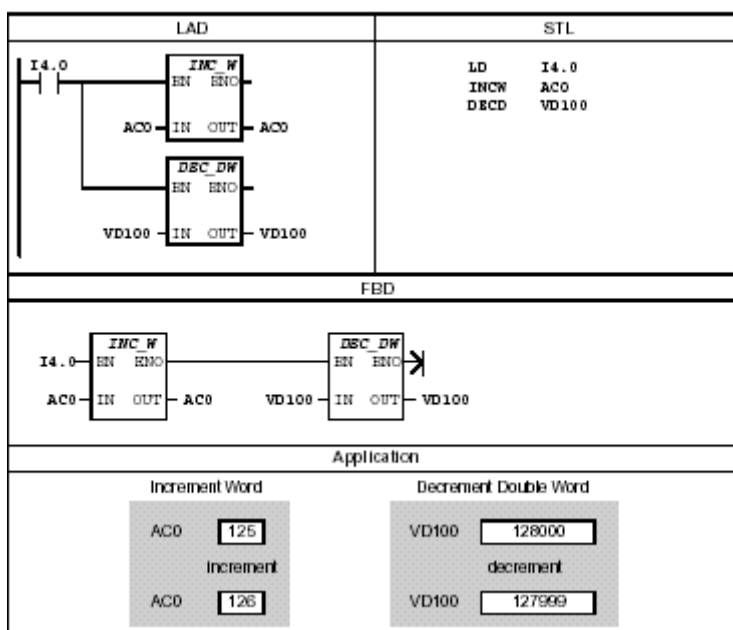 LAD
STL
I4.0
INC_W
EN ENO
AC0 IN OUT AC0
DEC_DW
EN ENO
VD100 IN OUT VD100
LD I4.0
INCW AC0
DECD VD100
FBD
INC_W
I4.0 EN ENO
AC0 IN OUT AC0
DEC_DW
EN ENO
VD100 IN OUT VD100
Application
Increment Word
AC0 125
increment
AC0 126
Decrement Double Word
VD100 128000
decrement
VD100 127999